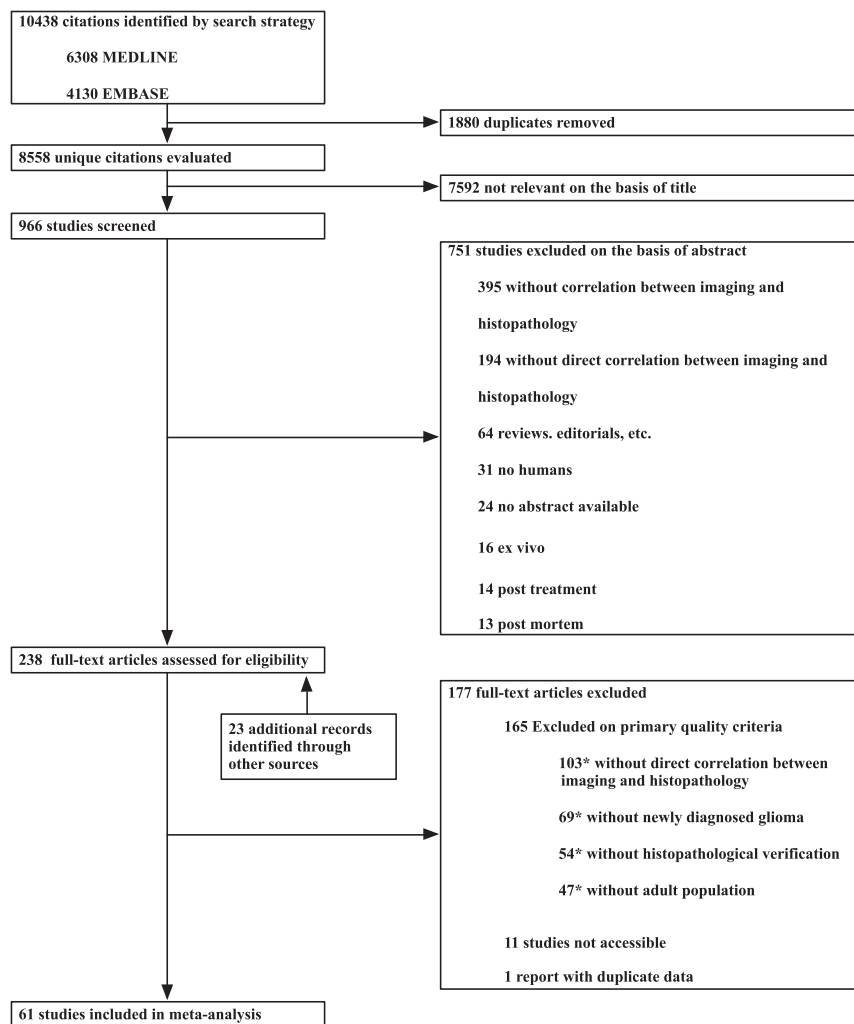 10438 citations identified by search strategy
6308 MEDLINE
4130 EMBASE
1880 duplicates removed
8558 unique citations evaluated
7592 not relevant on the basis of title
966 studies screened
751 studies excluded on the basis of abstract
395 without correlation between imaging and
histopathology
194 without direct correlation between imaging and
histopathology
64 reviews. editorials, etc.
31 no humans
24 no abstract available
16 ex vivo
14 post treatment
13 post mortem
238 full-text articles assessed for eligibility
23 additional records
identified through
other sources
177 full-text articles excluded
165 Excluded on primary quality criteria
103* without direct correlation between
imaging and histopathology
69* without newly diagnosed glioma
54* without histopathological verification
47* without adult population
11 studies not accessible
1 report with duplicate data
61 studies included in meta-analysis